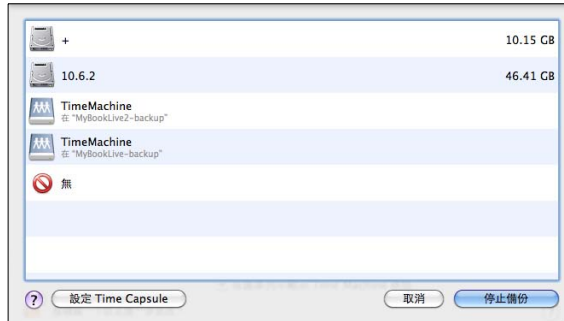 + 10.15 GB
10.6.2 46.41 GB
TimeMachine
在 "MyBookLive2-backup"
TimeMachine
在 "MyBookLive-backup"
無
? 設定 Time Capsule 取消 停止備份